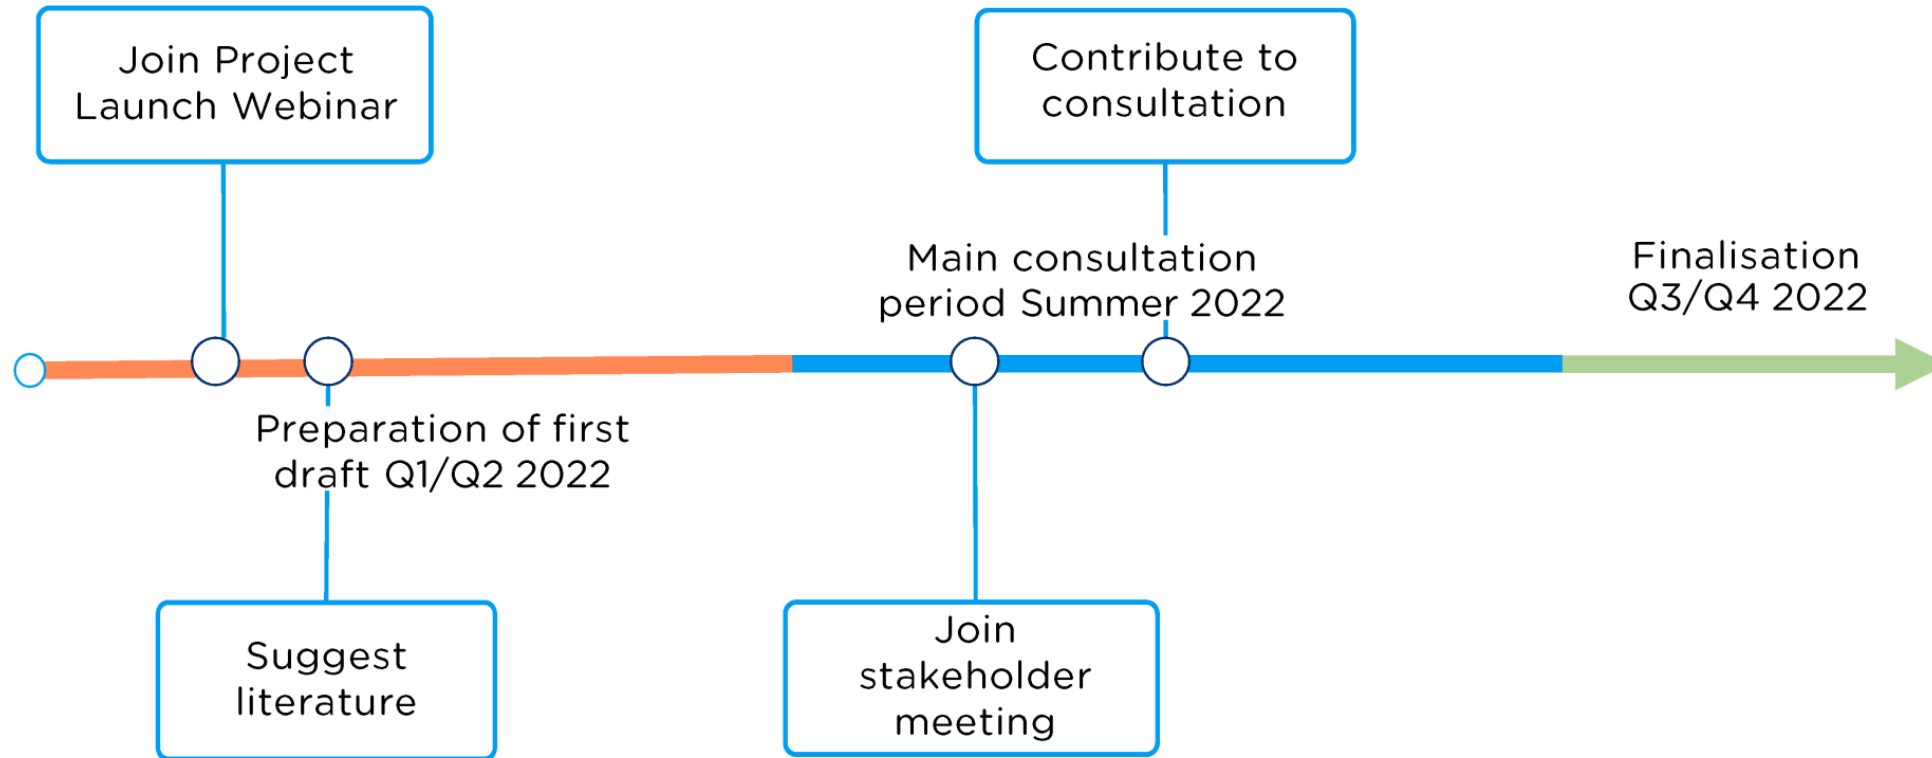 Join Project
Launch Webinar
Contribute to
consultation
Main consultation
period Summer 2022
Finalisation
Q3/Q4 2022
Preparation of first
draft Q1/Q2 2022
Suggest
literature
Join
stakeholder
meeting